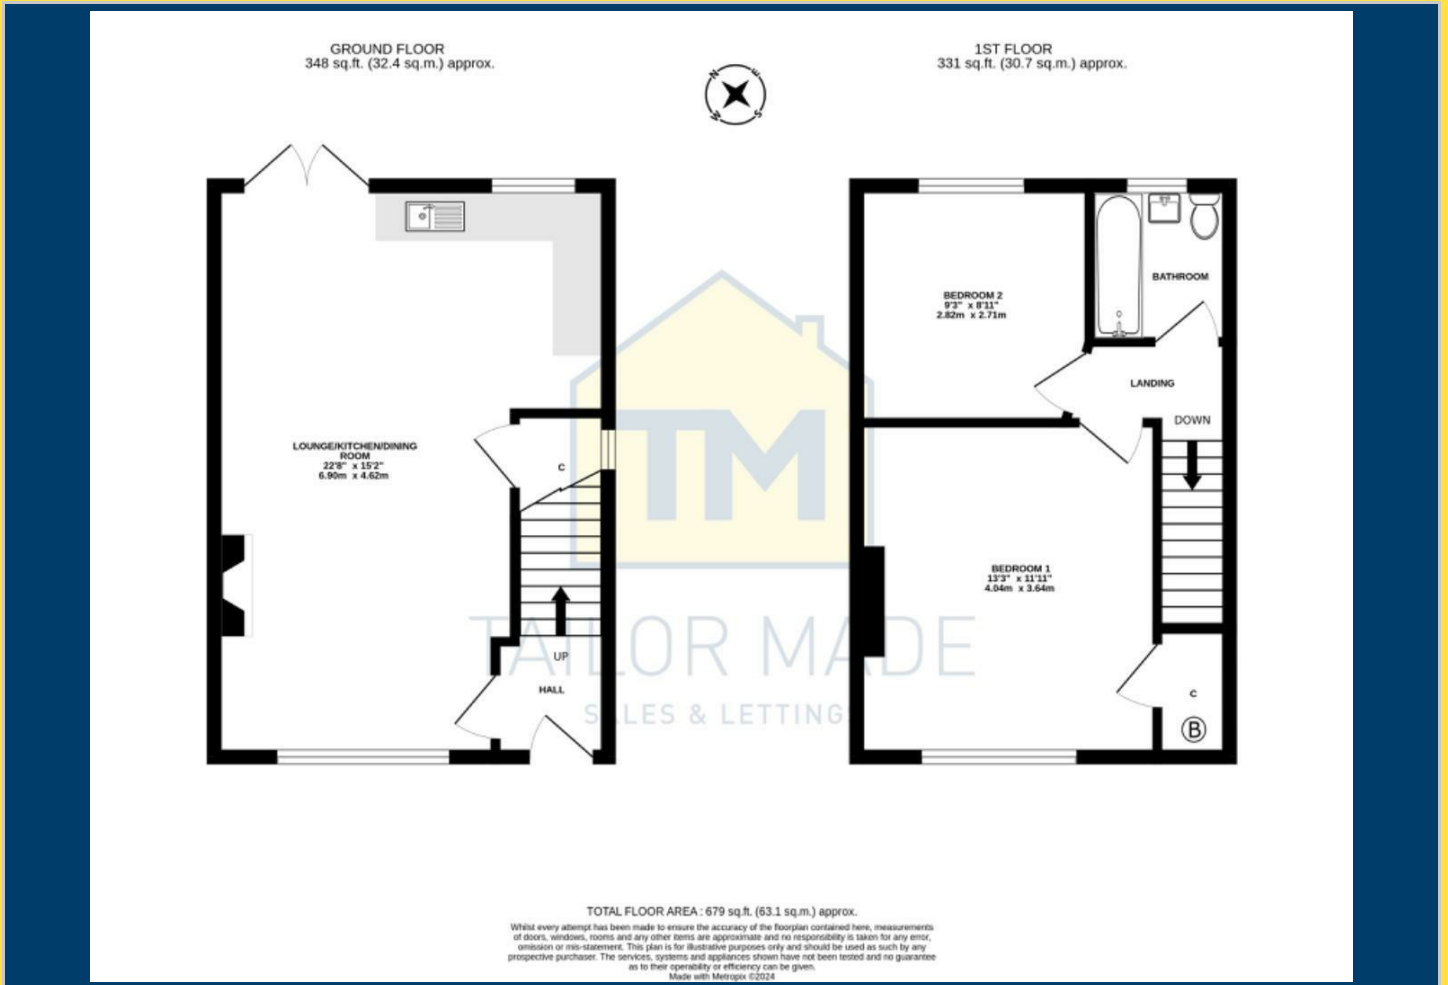 GROUND FLOOR
348 sq.ft. (32.4 sq.m.) approx.
1ST FLOOR
331 sq.ft. (30.7 sq.m.) approx.
N
E
W
S
BEDROOM 2
9'3" x 8'11"
2.82m x 2.71m
BATHROOM
LANDING
DOWN
LOUNGE/KITCHEN/DINING
ROOM
22'8" x 15'2"
6.90m x 4.62m
C
TM
BEDROOM 1
13'3" x 11'11"
4.04m x 3.64m
TAILOR MADE
SALES & LETTINGS
UP
HALL
C
B
TOTAL FLOOR AREA : 679 sq.ft. (63.1 sq.m.) approx.
Whilst every attempt has been made to ensure the accuracy of the floorplan contained here, measurements
of doors, windows, rooms and any other items are approximate and no responsibility is taken for any error,
omission or mis-statement. This plan is for illustrative purposes only and should be used as such by any
prospective purchaser. The services, systems and appliances shown have not been tested and no guarantee
as to their operability or efficiency can be given.
Made with Metropix ©2024